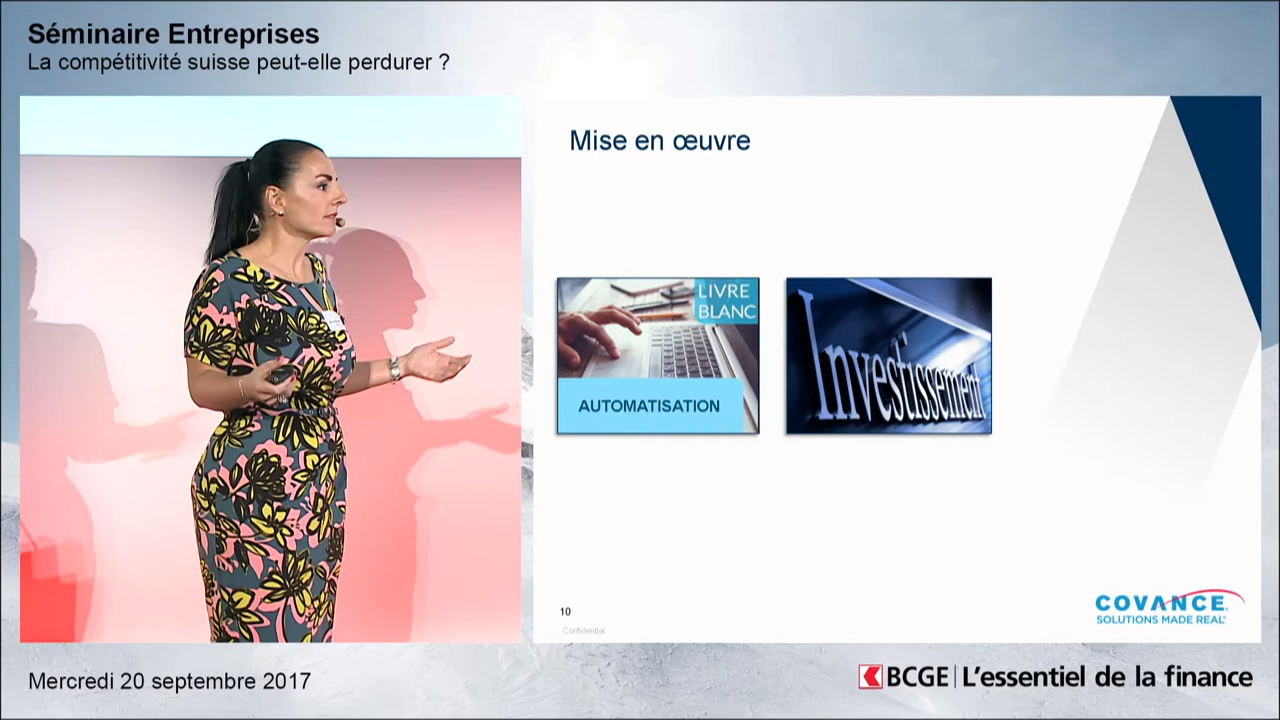 Séminaire Entreprises
La compétitivité suisse peut-elle perdurer ?
Mise en œuvre
LIVRE
BLANC
AUTOMATISATION
Investissement
10
Confidential
COVANCE
SOLUTIONS MADE REAL
Mercredi 20 septembre 2017
BCGE | L'essentiel de la finance